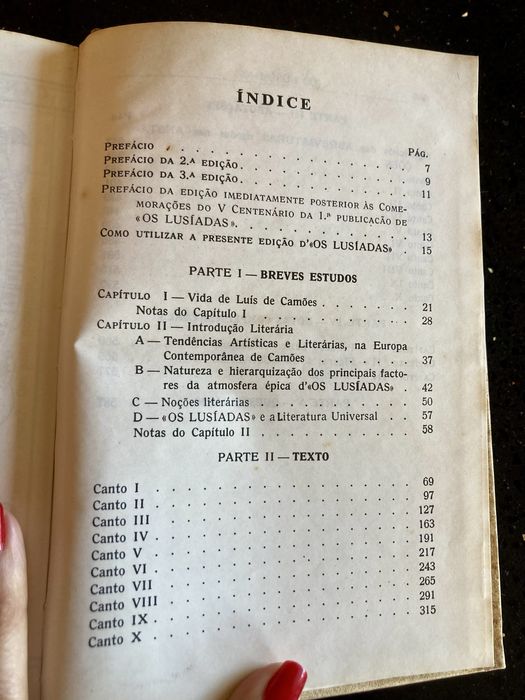 ÍNDICE
PÁG.
PREFÁCIO . . . 7
PREFÁCIO DA 2.ª EDIÇÃO. . . . 9
PREFÁCIO DA 3.ª EDIÇÃO. . . . 11
PREFÁCIO DA EDIÇÃO IMEDIATAMENTE POSTERIOR ÀS COME-
MORAÇÕES DO V CENTENÁRIO DA 1.ª PUBLICAÇÃO DE
«OS LUSÍADAS». . . . 13
COMO UTILIZAR A PRESENTE EDIÇÃO D'«OS LUSÍADAS» . 15
PARTE I — BREVES ESTUDOS
CAPÍTULO I — Vida de Luís de Camões . . . 21
Notas do Capítulo I . . . 28
CAPÍTULO II — Introdução Literária
A — Tendências Artísticas e Literárias, na Europa
Contemporânea de Camões . . . 37
B — Natureza e hierarquização dos principais facto-
res da atmosfera épica d'«OS LUSÍADAS» . 42
C — Noções literárias . . . 50
D — «OS LUSÍADAS» e a Literatura Universal . . 57
Notas do Capítulo II . . . 58
PARTE II — TEXTO
Canto I . . . 69
Canto II . . . 97
Canto III . . . 127
Canto IV . . . 163
Canto V . . . 191
Canto VI . . . 217
Canto VII . . . 243
Canto VIII . . . 265
Canto IX . . . 291
Canto X . . . 315